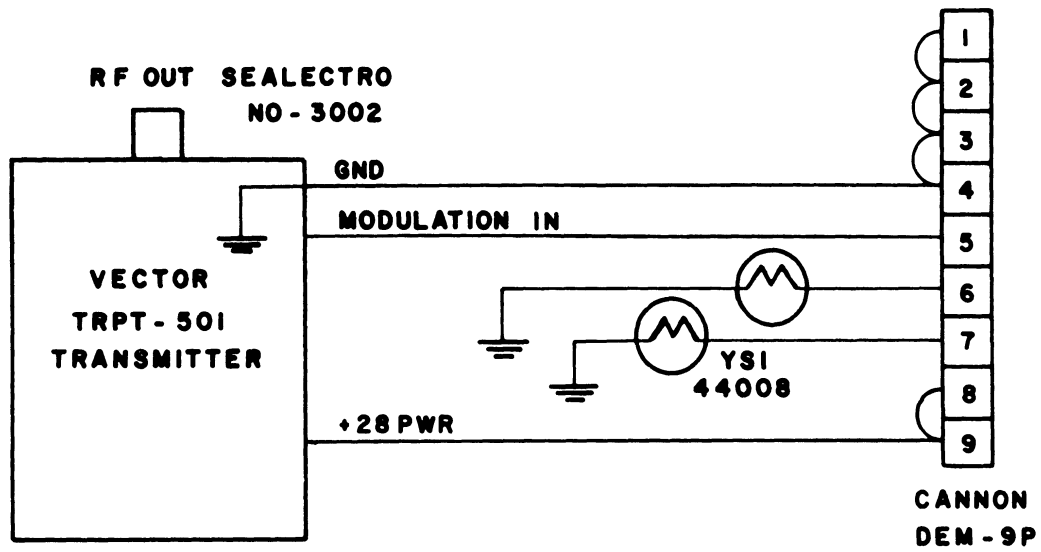 RF OUT SEALECTRO
NO-3002
GND
MODULATION IN
VECTOR
TRPT-501
TRANSMITTER
YSI
44008
+28 PWR
1
2
3
4
5
6
7
8
9
CANNON
DEM-9P